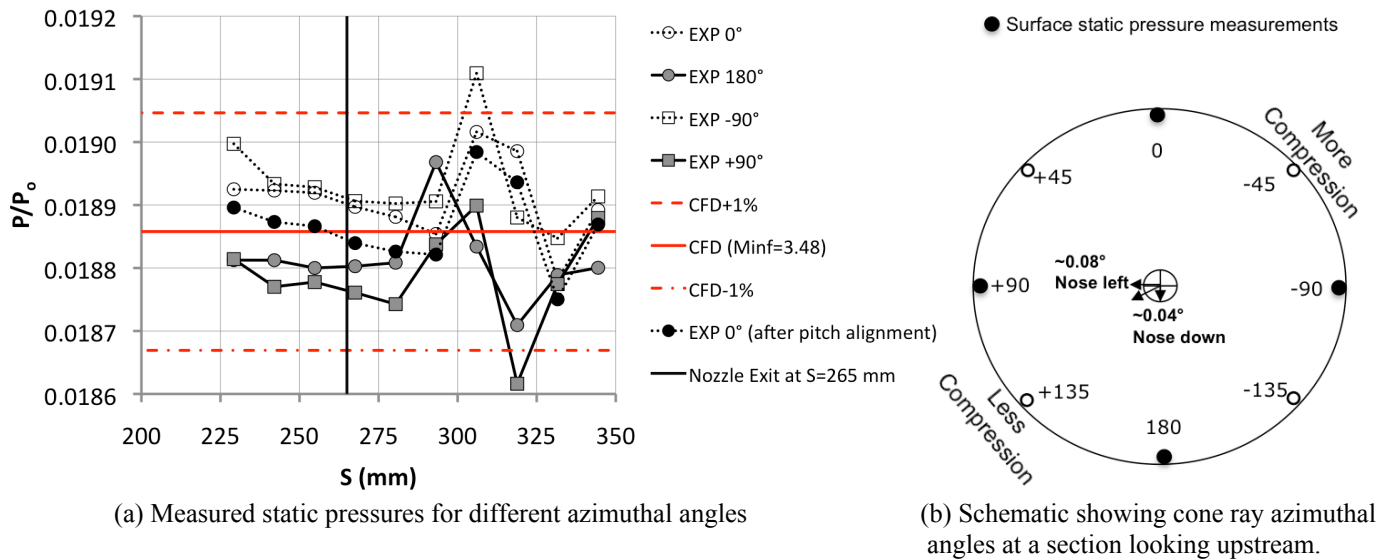 0.0192
0.0191
0.0190
0.0189
0.0188
0.0187
0.0186
P/Po
200 225 250 275 300 325 350
S (mm)
EXP 0°
EXP 180°
EXP -90°
EXP +90°
CFD+1%
CFD (Minf=3.48)
CFD-1%
EXP 0° (after pitch alignment)
Nozzle Exit at S=265 mm
(a) Measured static pressures for different azimuthal angles
Surface static pressure measurements
More
Compression
0
+45
-45
~0.08°
Nose left
+90
-90
~0.04°
Nose down
+135
-135
Less
Compression
180
(b) Schematic showing cone ray azimuthal
angles at a section looking upstream.